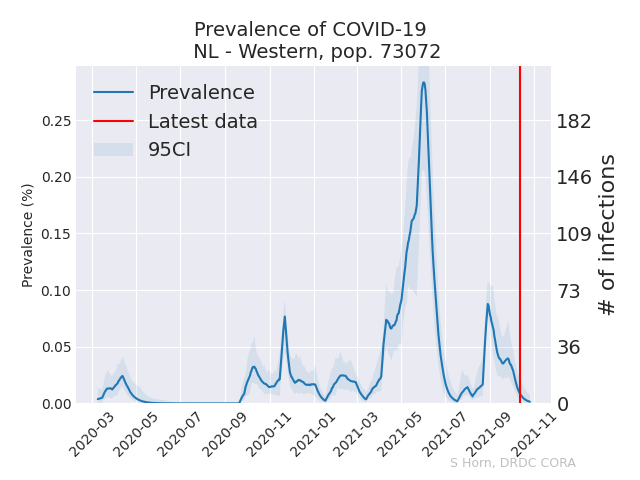 Prevalence of COVID-19
NL - Western, pop. 73072
Prevalence
Latest data
95CI
Prevalence (%)
0.25
0.20
0.15
0.10
0.05
0.00
182
146
109
73
36
0
# of infections
2020-03
2020-05
2020-07
2020-09
2020-11
2021-01
2021-03
2021-05
2021-07
2021-09
2021-11
S Horn, DRDC CORA